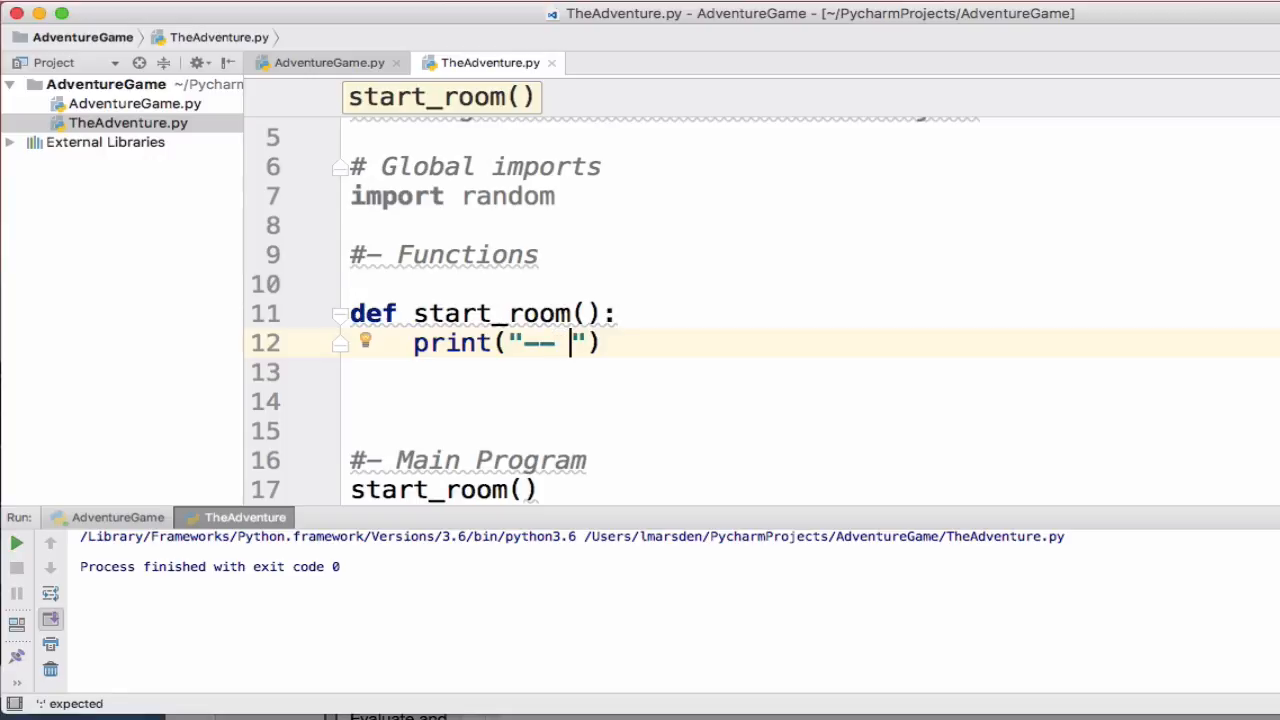 TheAdventure.py - AdventureGame - [~/PycharmProjects/AdventureGame]
AdventureGame TheAdventure.py
Project AdventureGame.py TheAdventure.py
AdventureGame ~/Pycharm
AdventureGame.py
TheAdventure.py
External Libraries
start_room()
5
6 # Global imports
7 import random
8
9 #- Functions
10
11 def start_room():
12 print("-- ")
13
14
15
16 #- Main Program
17 start_room()
Run: AdventureGame TheAdventure
/Library/Frameworks/Python.framework/Versions/3.6/bin/python3.6 /Users/lmarsden/PycharmProjects/AdventureGame/TheAdventure.py
Process finished with exit code 0
':' expected
Evaluate and